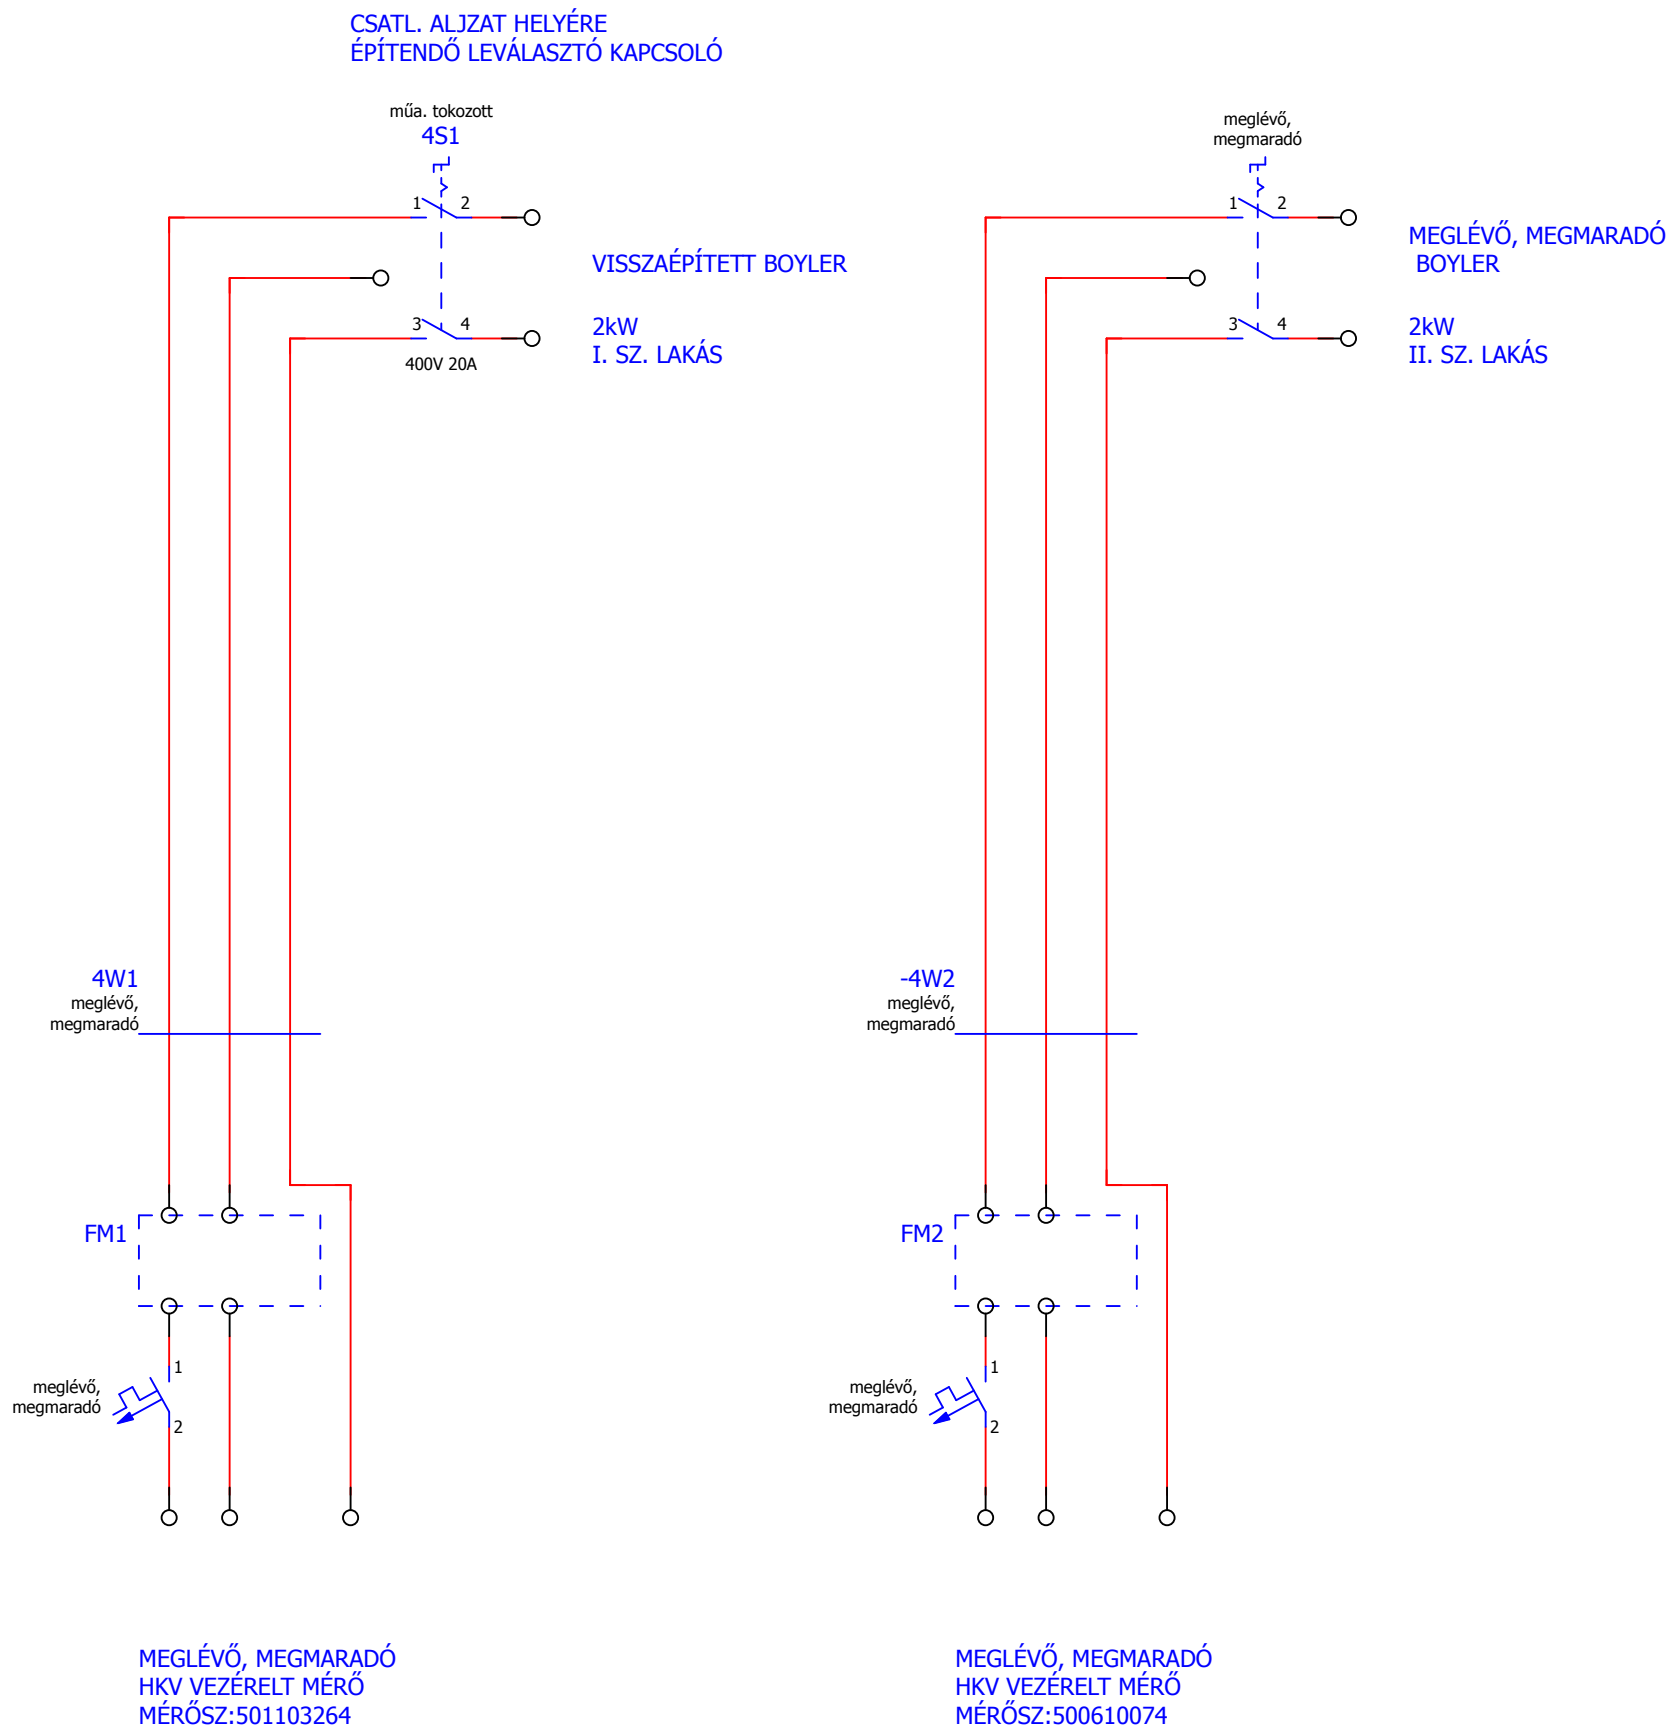 CSATL. ALJZAT HELYÉRE
ÉPÍTENDŐ LEVÁLASZTÓ KAPCSOLÓ
műa. tokozott
4S1
1
2
VISSZAÉPÍTETT BOYLER
3
4
400V 20A
2kW
I. SZ. LAKÁS
meglévő,
megmaradó
1
2
MEGLÉVŐ, MEGMARADÓ
BOYLER
3
4
2kW
II. SZ. LAKÁS
4W1
meglévő,
megmaradó
-4W2
meglévő,
megmaradó
FM1
FM2
1
meglévő,
megmaradó
2
1
meglévő,
megmaradó
2
MEGLÉVŐ, MEGMARADÓ
HKV VEZÉRELT MÉRŐ
MÉRŐSZ:501103264
MEGLÉVŐ, MEGMARADÓ
HKV VEZÉRELT MÉRŐ
MÉRŐSZ:500610074